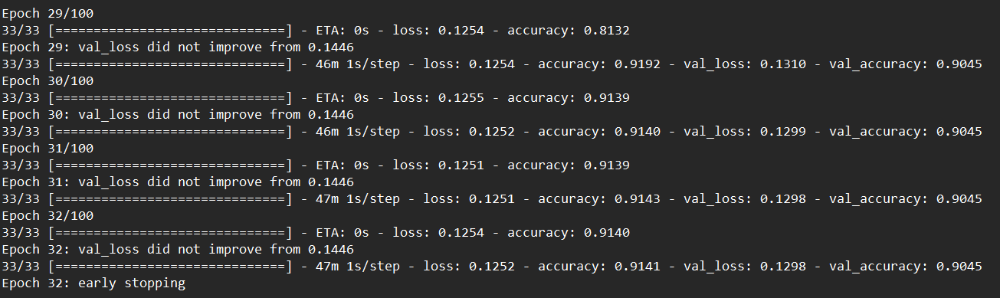 Epoch 29/100
33/33 [==============================] - ETA: 0s - loss: 0.1254 - accuracy: 0.8132
Epoch 29: val_loss did not improve from 0.1446
33/33 [==============================] - 46m 1s/step - loss: 0.1254 - accuracy: 0.9192 - val_loss: 0.1310 - val_accuracy: 0.9045
Epoch 30/100
33/33 [==============================] - ETA: 0s - loss: 0.1255 - accuracy: 0.9139
Epoch 30: val_loss did not improve from 0.1446
33/33 [==============================] - 46m 1s/step - loss: 0.1252 - accuracy: 0.9140 - val_loss: 0.1299 - val_accuracy: 0.9045
Epoch 31/100
33/33 [==============================] - ETA: 0s - loss: 0.1251 - accuracy: 0.9139
Epoch 31: val_loss did not improve from 0.1446
33/33 [==============================] - 47m 1s/step - loss: 0.1251 - accuracy: 0.9143 - val_loss: 0.1298 - val_accuracy: 0.9045
Epoch 32/100
33/33 [==============================] - ETA: 0s - loss: 0.1254 - accuracy: 0.9140
Epoch 32: val_loss did not improve from 0.1446
33/33 [==============================] - 47m 1s/step - loss: 0.1252 - accuracy: 0.9141 - val_loss: 0.1298 - val_accuracy: 0.9045
Epoch 32: early stopping